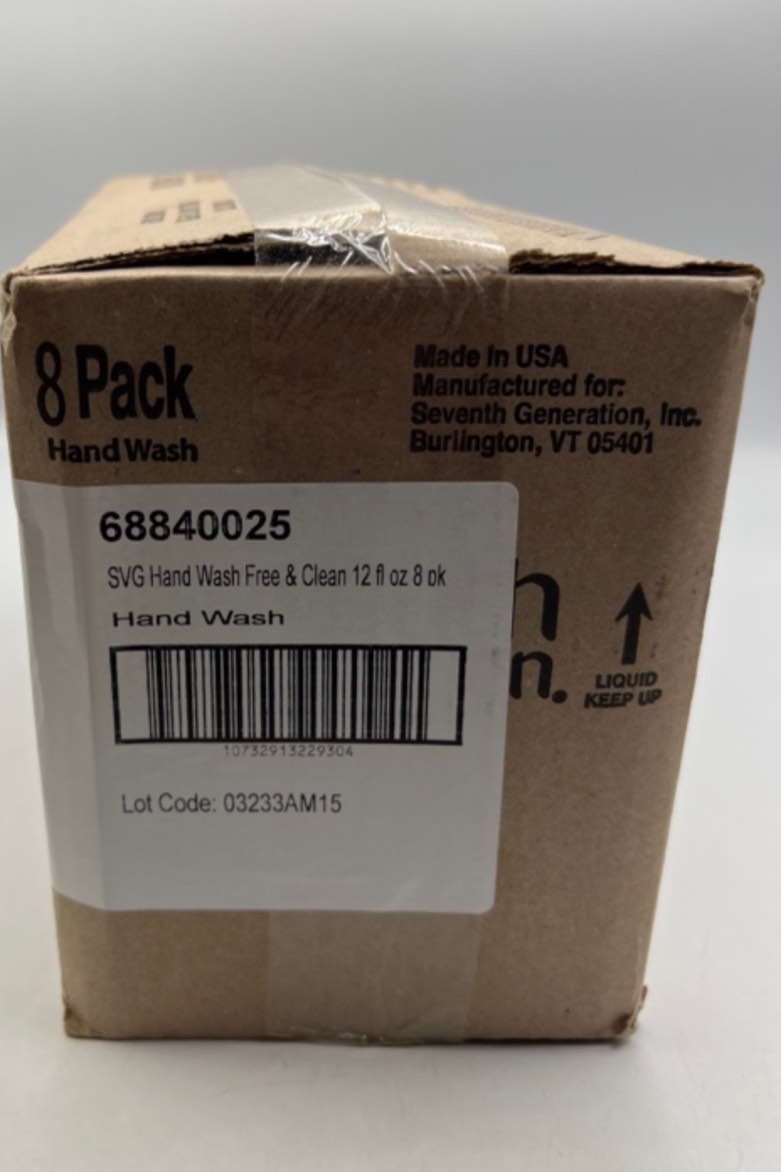 8 Pack
Hand Wash
Made in USA
Manufactured for:
Seventh Generation, Inc.
Burlington, VT 05401
68840025
SVG Hand Wash Free & Clean 12 fl oz 8 pk
Hand Wash
10732913229304
Lot Code: 03233AM15
h
n.
LIQUID
KEEP UP